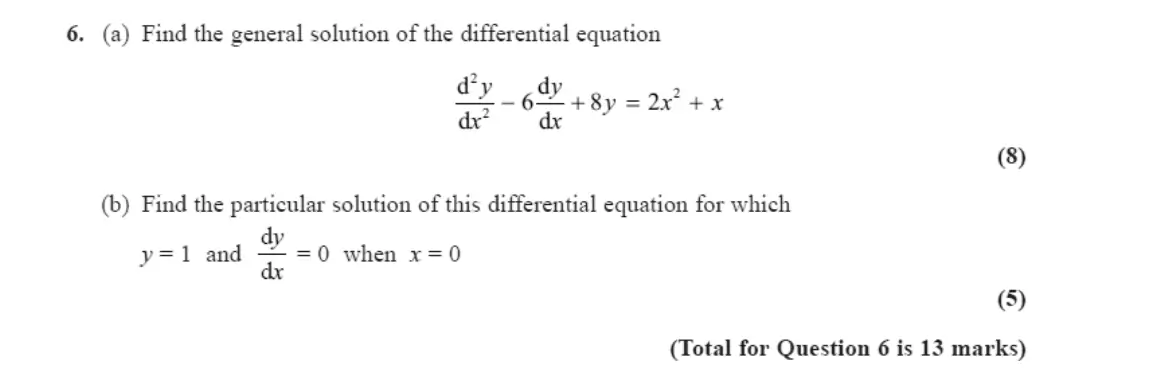 6. (a) Find the general solution of the differential equation
d²y/dx² − 6 dy/dx + 8y = 2x² + x
(8)
(b) Find the particular solution of this differential equation for which
y = 1 and dy/dx = 0 when x = 0
(5)
(Total for Question 6 is 13 marks)